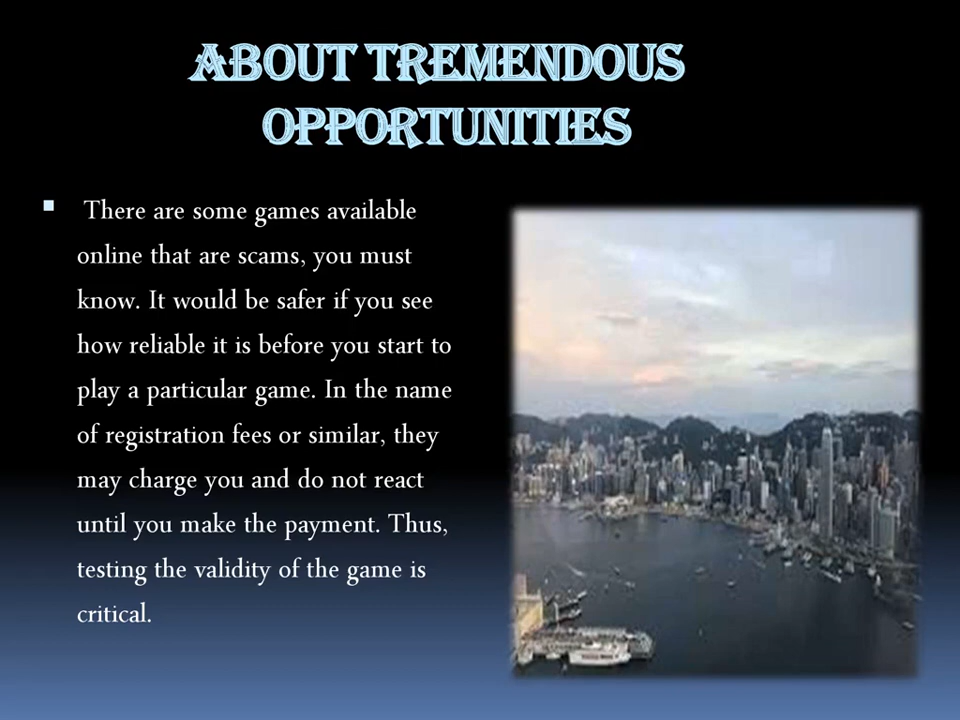 ABOUT TREMENDOUS
OPPORTUNITIES
There are some games available
online that are scams, you must
know. It would be safer if you see
how reliable it is before you start to
play a particular game. In the name
of registration fees or similar, they
may charge you and do not react
until you make the payment. Thus,
testing the validity of the game is
critical.